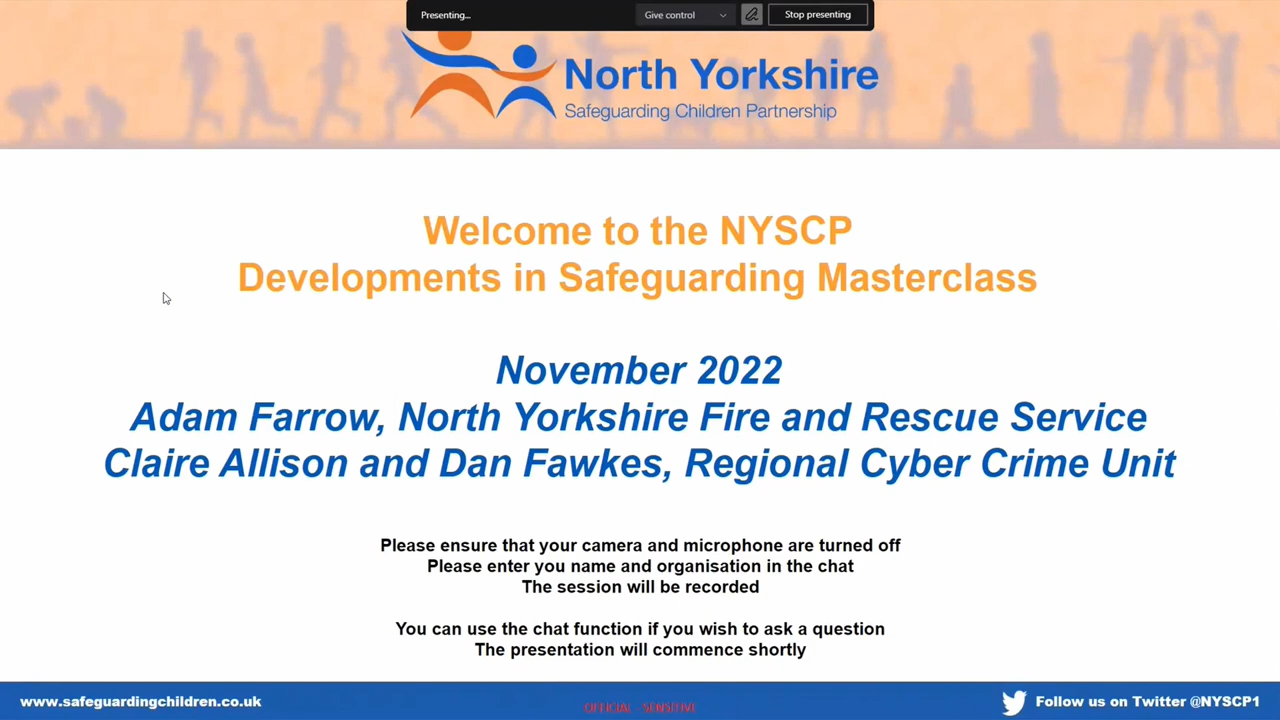 Presenting...
Give control
Stop presenting
North Yorkshire
Safeguarding Children Partnership
Welcome to the NYSCP
Developments in Safeguarding Masterclass
November 2022
Adam Farrow, North Yorkshire Fire and Rescue Service
Claire Allison and Dan Fawkes, Regional Cyber Crime Unit
Please ensure that your camera and microphone are turned off
Please enter you name and organisation in the chat
The session will be recorded
You can use the chat function if you wish to ask a question
The presentation will commence shortly
www.safeguardingchildren.co.uk
OFFICIAL - SENSITIVE
Follow us on Twitter @NYSCP1